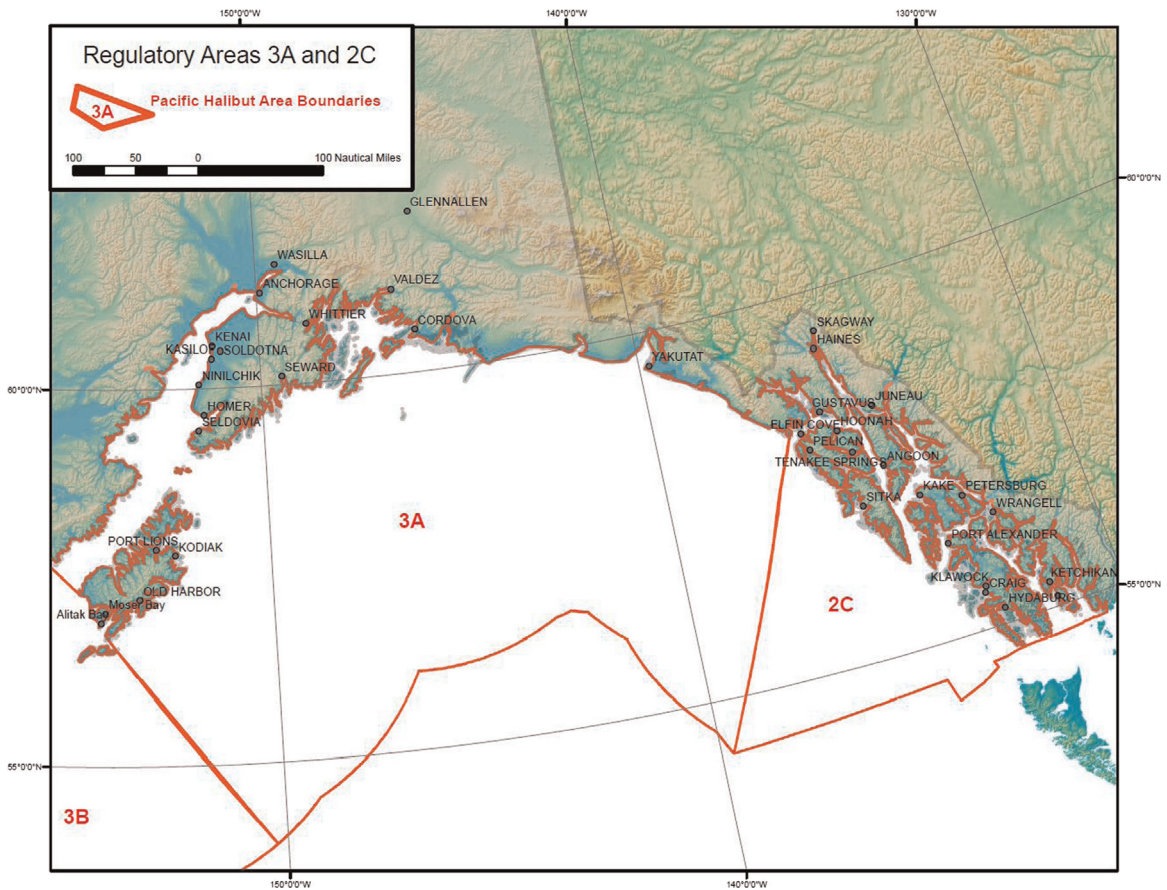 150°0'0"W
140°0'0"W
130°0'0"W
Regulatory Areas 3A and 2C
3A
Pacific Halibut Area Boundaries
100 50 0 100 Nautical Miles
60°0'0"N
GLENNALLEN
WASILLA
ANCHORAGE
VALDEZ
WHITTIER
CORDOVA
SKAGWAY
HAINES
KENAI
KASILOF
SOLDOTNA
YAKUTAT
SEWARD
NINILCHIK
60°0'0"N
JUNEAU
GUSTAVUS
HOMER
HOONAH
ELFIN COVE
SELDOVIA
PELICAN
ANGOON
TENAKEE SPRINGS
KAKE
PETERSBURG
SITKA
WRANGELL
3A
PORT ALEXANDER
PORT LIONS
KODIAK
KETCHIKAN
KLAWOCK
CRAIG
55°0'0"N
OLD HARBOR
2C
HYDABURG
Moser Bay
Alitak Bay
55°0'0"N
3B
150°0'0"W
140°0'0"W